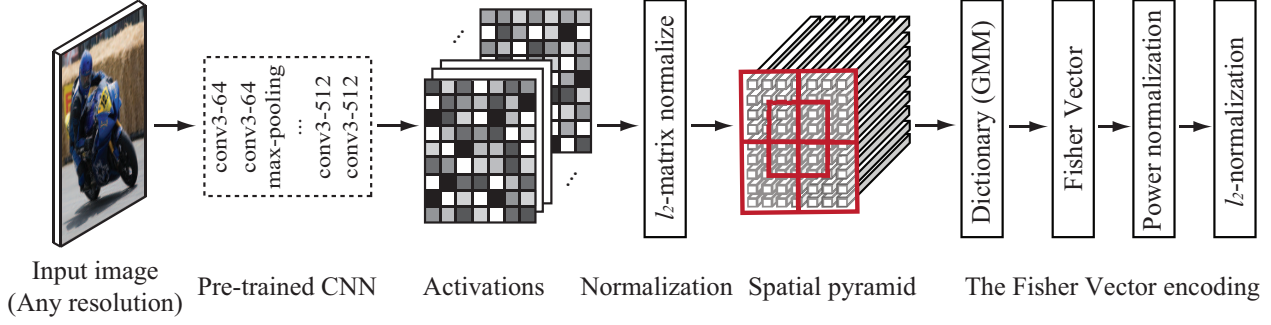 conv3-64
conv3-64
max-pooling
...
conv3-512
conv3-512
...
...
l2-matrix normalize
Dictionary (GMM)
Fisher Vector
Power normalization
l2-normalization
Input image
(Any resolution)
Pre-trained CNN
Activations
Normalization
Spatial pyramid
The Fisher Vector encoding